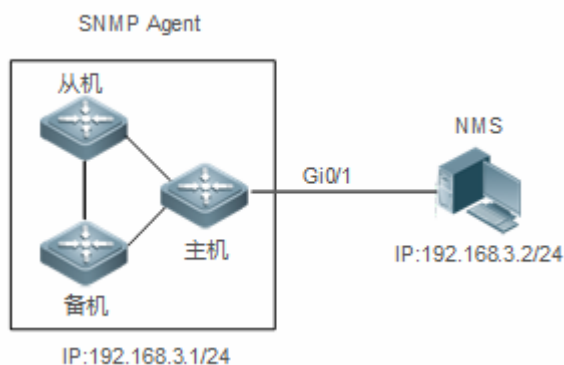 SNMP Agent
从机
NMS
Gi0/1
主机
IP:192.168.3.2/24
备机
IP:192.168.3.1/24